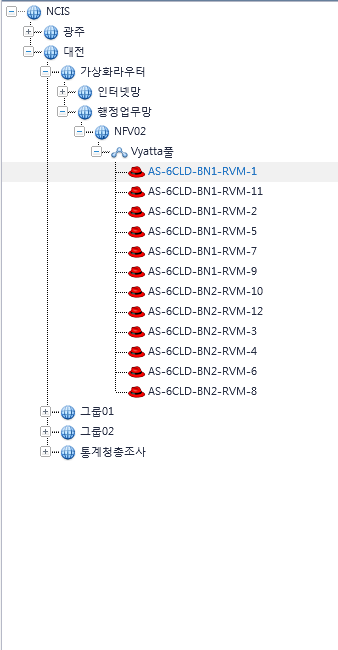 NCIS
광주
대전
가상화라우터
인터넷망
행정업무망
NFV02
Vyatta풀
AS-6CLD-BN1-RVM-1
AS-6CLD-BN1-RVM-11
AS-6CLD-BN1-RVM-2
AS-6CLD-BN1-RVM-5
AS-6CLD-BN1-RVM-7
AS-6CLD-BN1-RVM-9
AS-6CLD-BN2-RVM-10
AS-6CLD-BN2-RVM-12
AS-6CLD-BN2-RVM-3
AS-6CLD-BN2-RVM-4
AS-6CLD-BN2-RVM-6
AS-6CLD-BN2-RVM-8
그룹01
그룹02
통계청총조사